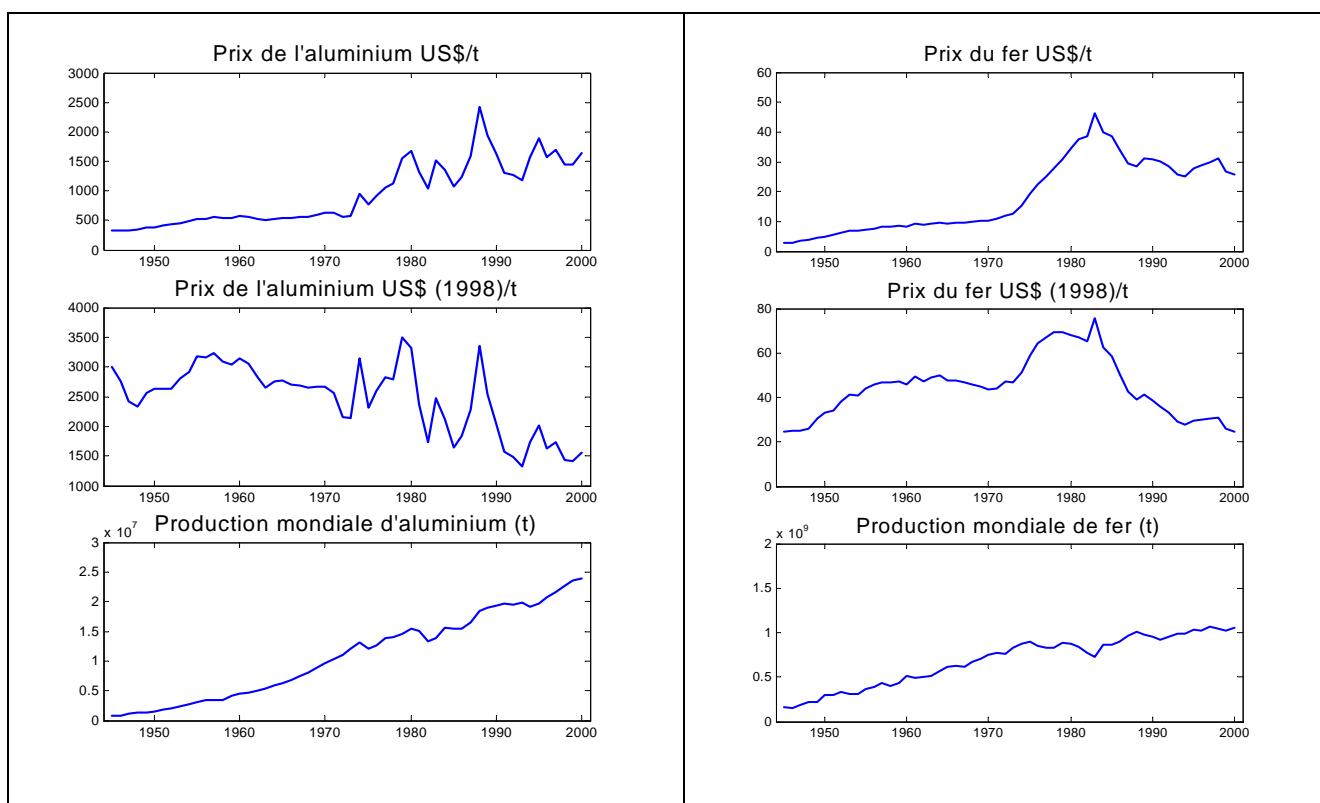 Prix de l'aluminium US$/t
3000
2500
2000
1500
1000
500
0
1950 1960 1970 1980 1990 2000
Prix de l'aluminium US$ (1998)/t
4000
3500
3000
2500
2000
1500
1000
1950 1960 1970 1980 1990 2000
Production mondiale d'aluminium (t)
x 10^7
3
2.5
2
1.5
1
0.5
0
1950 1960 1970 1980 1990 2000
Prix du fer US$/t
60
50
40
30
20
10
0
1950 1960 1970 1980 1990 2000
Prix du fer US$ (1998)/t
80
60
40
20
0
1950 1960 1970 1980 1990 2000
Production mondiale de fer (t)
x 10^9
2
1.5
1
0.5
0
1950 1960 1970 1980 1990 2000